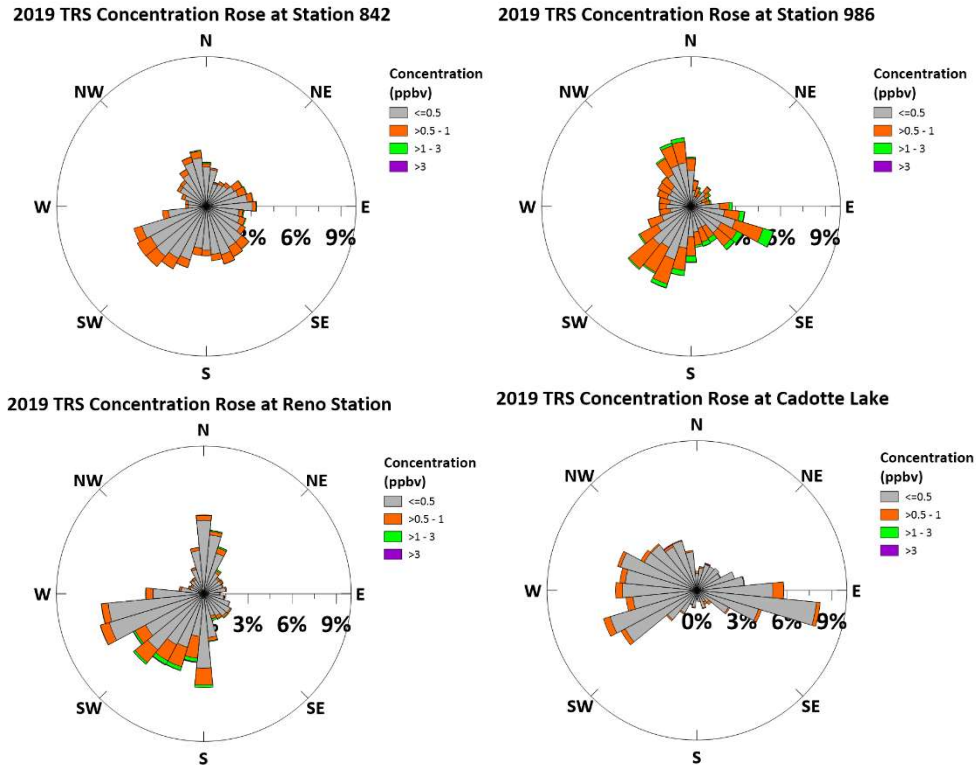 2019 TRS Concentration Rose at Station 842
N
NW
NE
W
E
6%
9%
SW
SE
S
Concentration
(ppbv)
<=0.5
>0.5 - 1
>1 - 3
>3
2019 TRS Concentration Rose at Station 986
N
NW
NE
W
E
9%
SW
SE
S
Concentration
(ppbv)
<=0.5
>0.5 - 1
>1 - 3
>3
2019 TRS Concentration Rose at Reno Station
N
NW
NE
W
E
3%
6%
9%
SW
SE
S
Concentration
(ppbv)
<=0.5
>0.5 - 1
>1 - 3
>3
2019 TRS Concentration Rose at Cadotte Lake
N
NW
NE
W
E
0%
3%
6%
9%
SW
SE
S
Concentration
(ppbv)
<=0.5
>0.5 - 1
>1 - 3
>3